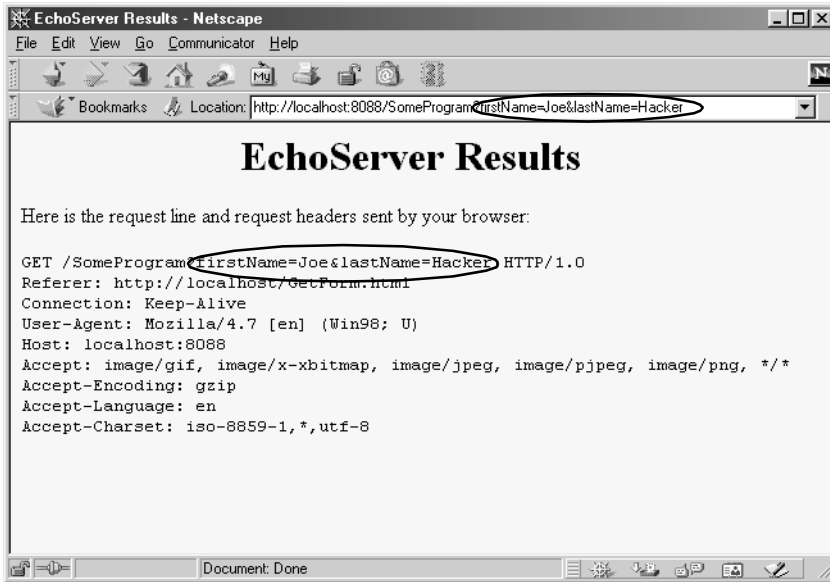 EchoServer Results - Netscape
File Edit View Go Communicator Help
My
N
Bookmarks Location: http://localhost:8088/SomeProgram?firstName=Joe&lastName=Hacker
EchoServer Results
Here is the request line and request headers sent by your browser:
GET /SomeProgram?firstName=Joe&lastName=Hacker HTTP/1.0
Referer: http://localhost/GetForm.html
Connection: Keep-Alive
User-Agent: Mozilla/4.7 [en] (Win98; U)
Host: localhost:8088
Accept: image/gif, image/x-xbitmap, image/jpeg, image/pjpeg, image/png, */*
Accept-Encoding: gzip
Accept-Language: en
Accept-Charset: iso-8859-1,*,utf-8
Document: Done